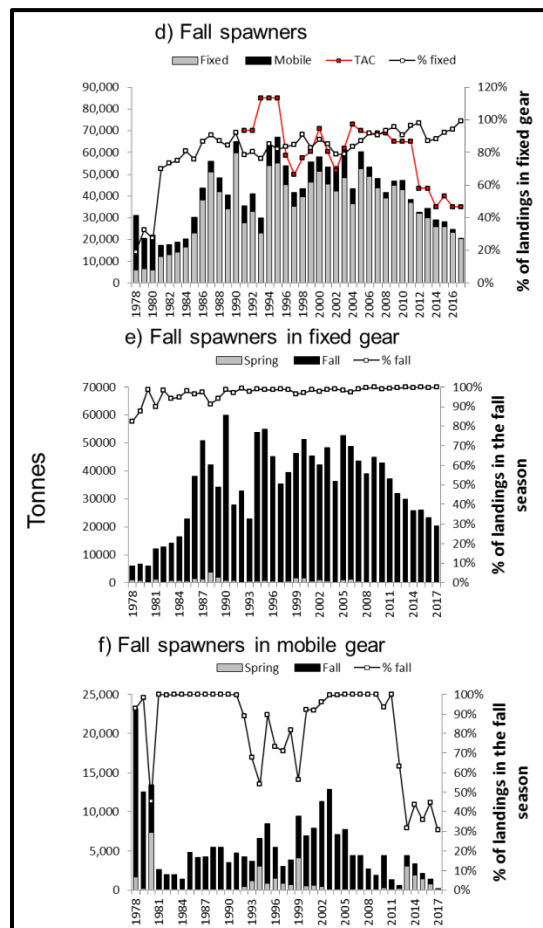 d) Fall spawners
Fixed Mobile TAC % fixed
90,000 120%
80,000 100%
70,000
60,000 80%
50,000 60%
40,000
30,000 40%
20,000 20%
10,000
0 0%
% of landings in fixed gear
1978 1980 1982 1984 1986 1988 1990 1992 1994 1996 1998 2000 2002 2004 2006 2008 2010 2012 2014 2016
e) Fall spawners in fixed gear
Spring Fall % fall
70000 100%
60000 90%
80%
50000 70%
40000 60%
50%
30000 40%
20000 30%
20%
10000 10%
0 0%
Tonnes
% of landings in the fall season
1978 1981 1984 1987 1990 1993 1996 1999 2002 2005 2008 2011 2014 2017
f) Fall spawners in mobile gear
Spring Fall % fall
25,000 100%
90%
20,000 80%
70%
15,000 60%
50%
10,000 40%
30%
5,000 20%
10%
0 0%
% of landings in the fall season
1978 1981 1984 1987 1990 1993 1996 1999 2002 2005 2008 2011 2014 2017